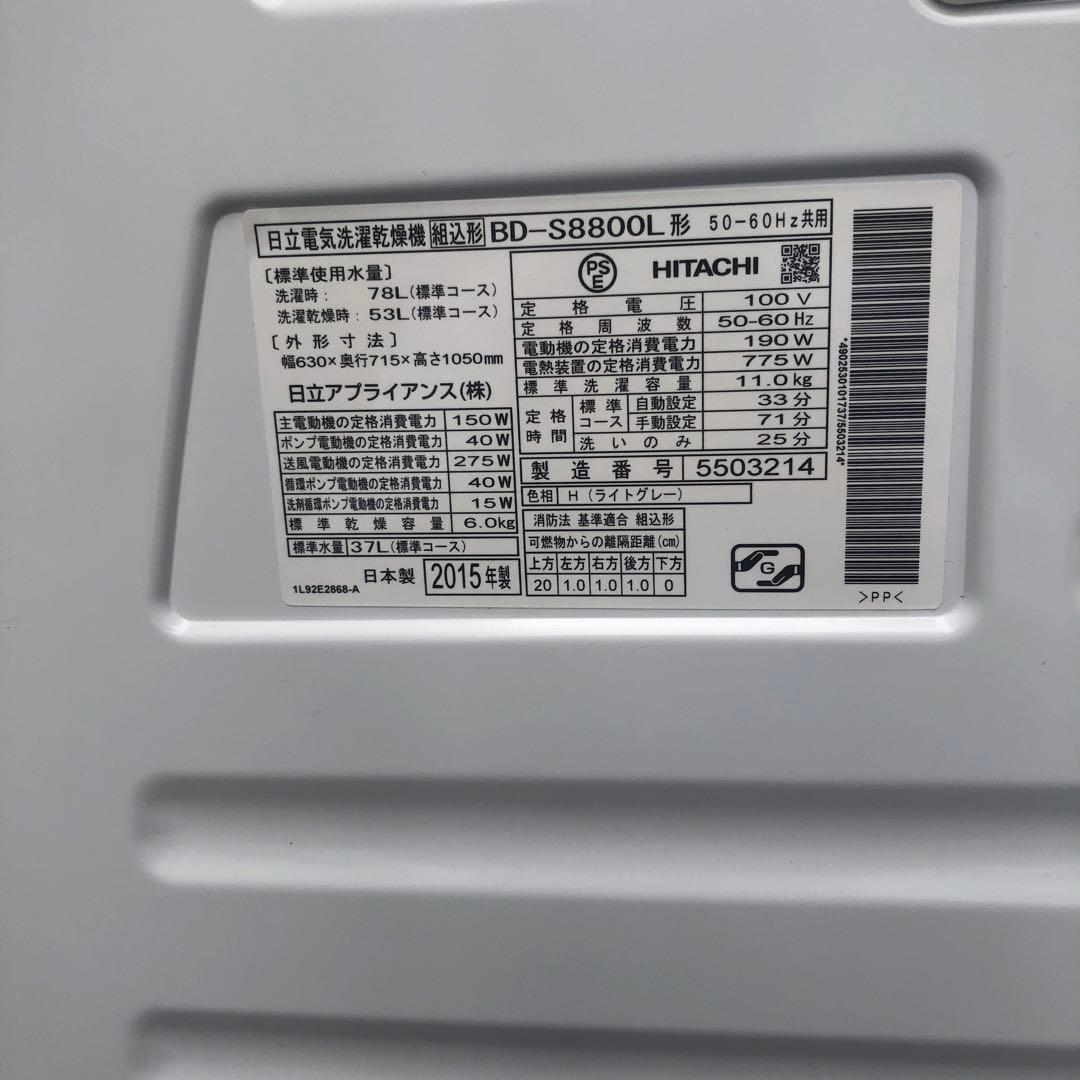 日立電気洗濯乾燥機 組込形 BD-S8800L形 50-60Hz共用
〔標準使用水量〕
洗濯時: 78L(標準コース)
洗濯乾燥時: 53L(標準コース)
〔外形寸法〕
幅630×奥行715×高さ1050mm
日立アプライアンス(株)
主電動機の定格消費電力 150W
ポンプ電動機の定格消費電力 40W
送風電動機の定格消費電力 275W
循環ポンプ電動機の定格消費電力 40W
洗剤循環ポンプ電動機の定格消費電力 15W
標準乾燥容量 6.0kg
標準水量 37L(標準コース)
日本製 2015年製
1L92E2868-A
PSE HITACHI
定格電圧 100V
定格周波数 50-60Hz
電動機の定格消費電力 190W
電熱装置の定格消費電力 775W
標準洗濯容量 11.0kg
定格時間 標準コース 自動設定 33分
手動設定 71分
洗いのみ 25分
製造番号 5503214
色相 H(ライトグレー)
消防法 基準適合 組込形
可燃物からの離隔距離(cm)
上方 左方 右方 後方 下方
20 1.0 1.0 1.0 0
G
*4902530101737/5503214*
>PP<